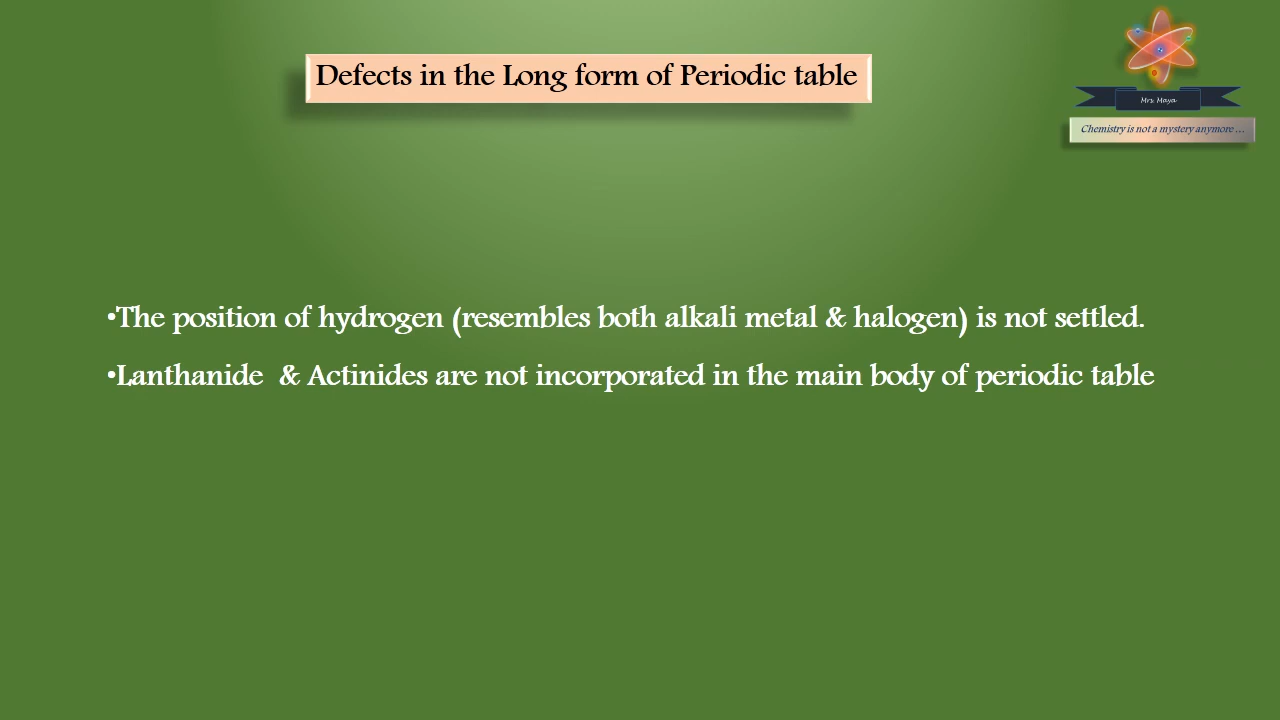 Defects in the Long form of Periodic table
Mrs Maya
Chemistry is not a mystery anymore ...
•The position of hydrogen (resembles both alkali metal & halogen) is not settled.
•Lanthanide & Actinides are not incorporated in the main body of periodic table